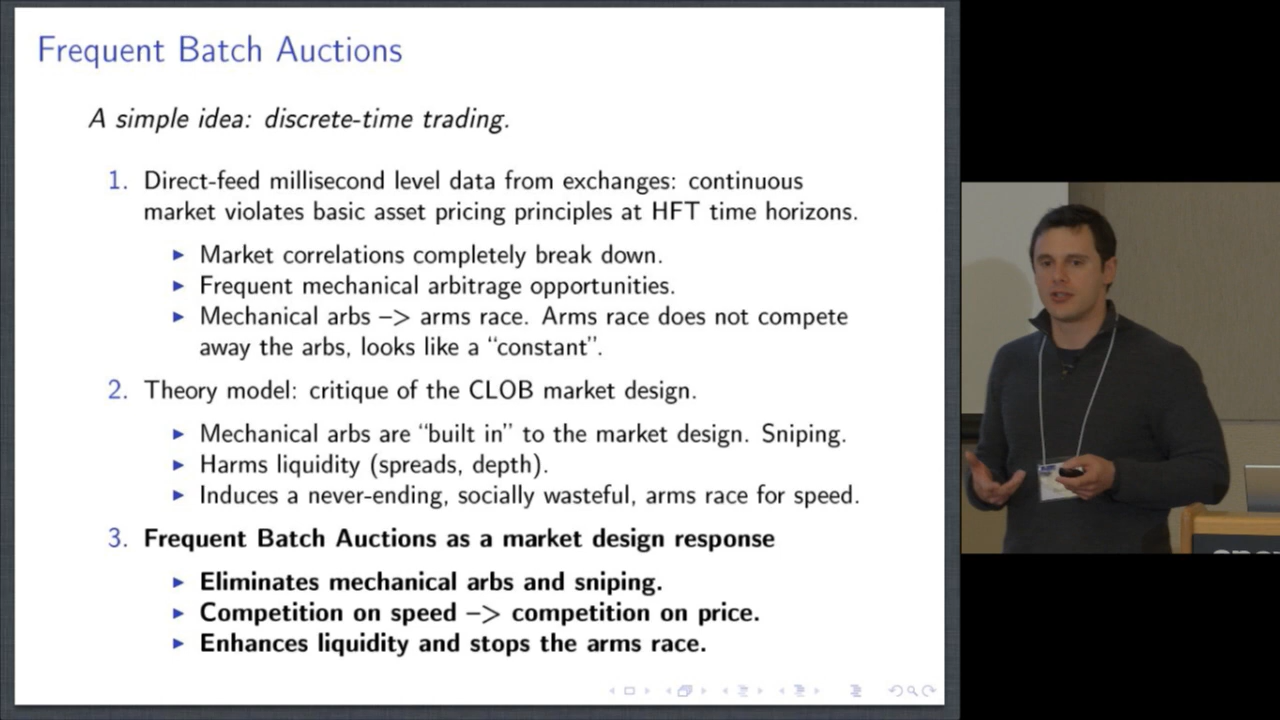 Frequent Batch Auctions
A simple idea: discrete-time trading.
1. Direct-feed millisecond level data from exchanges: continuous
market violates basic asset pricing principles at HFT time horizons.
▶ Market correlations completely break down.
▶ Frequent mechanical arbitrage opportunities.
▶ Mechanical arbs –> arms race. Arms race does not compete
away the arbs, looks like a “constant”.
2. Theory model: critique of the CLOB market design.
▶ Mechanical arbs are “built in” to the market design. Sniping.
▶ Harms liquidity (spreads, depth).
▶ Induces a never-ending, socially wasteful, arms race for speed.
3. Frequent Batch Auctions as a market design response
▶ Eliminates mechanical arbs and sniping.
▶ Competition on speed –> competition on price.
▶ Enhances liquidity and stops the arms race.